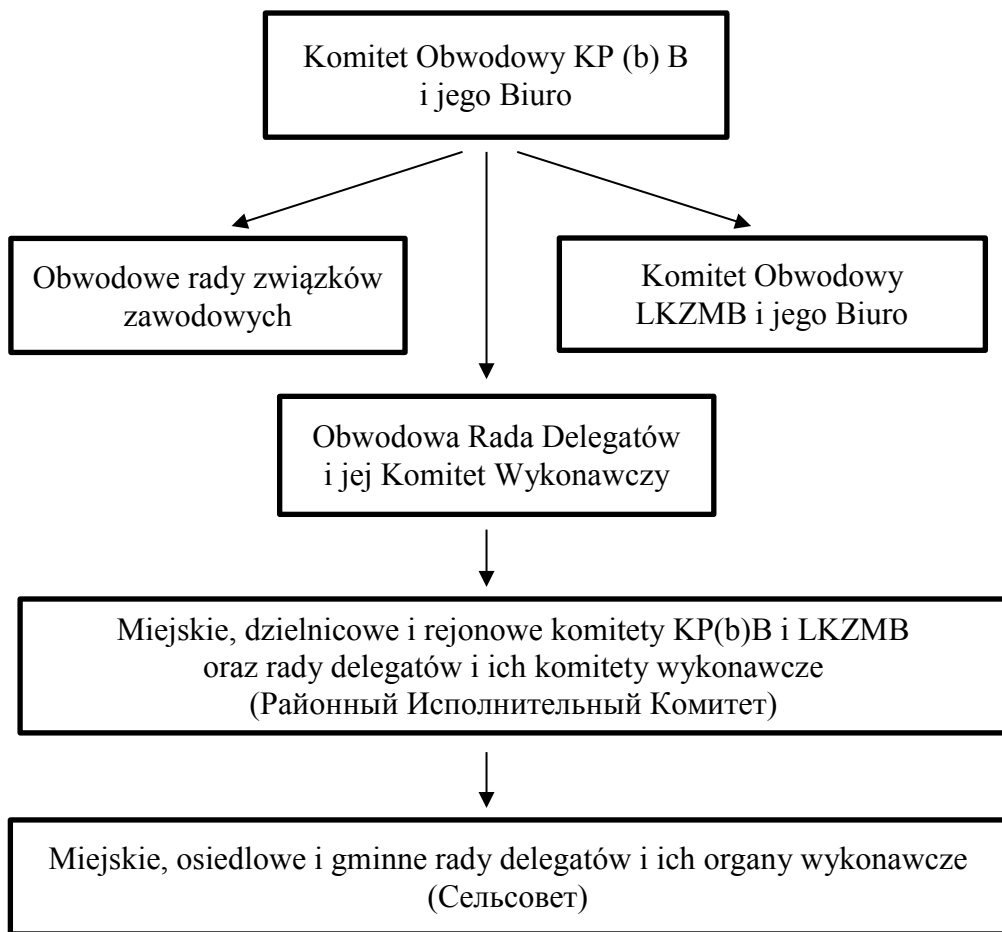 Komitet Obwodowy KP (b) B
i jego Biuro
Obwodowe rady związków
zawodowych
Komitet Obwodowy
LKZMB i jego Biuro
Obwodowa Rada Delegatów
i jej Komitet Wykonawczy
Miejskie, dzielnicowe i rejonowe komitety KP(b)B i LKZMB
oraz rady delegatów i ich komitety wykonawcze
(Районный Исполнительный Комитет)
Miejskie, osiedlowe i gminne rady delegatów i ich organy wykonawcze
(Сельсовет)